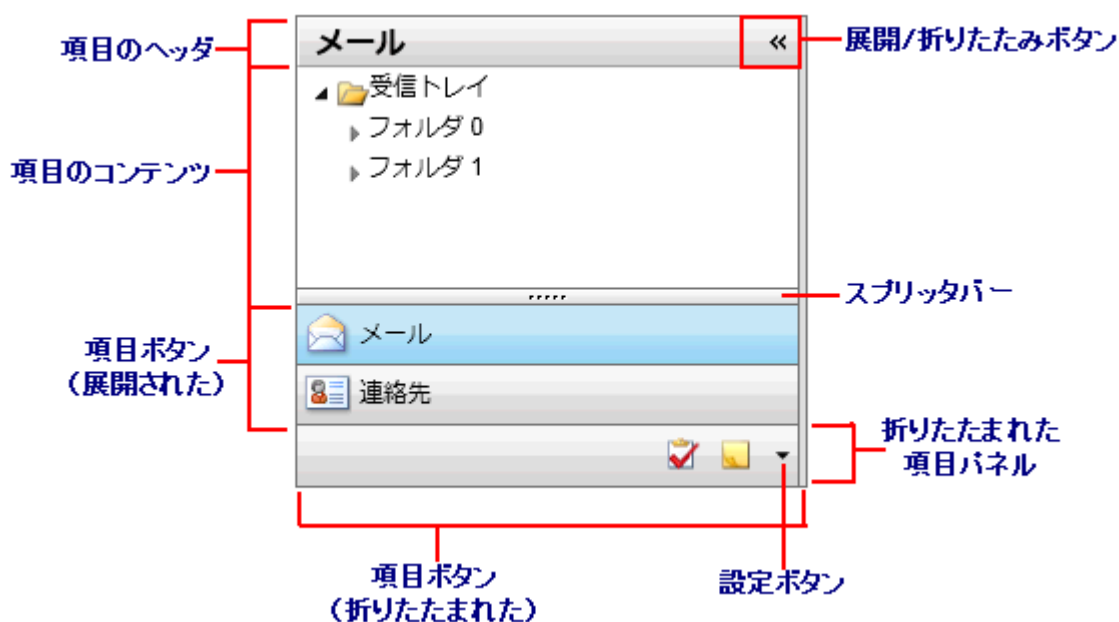 項目のヘッダ
メール
«
展開/折りたたみボタン
受信トレイ
フォルダ 0
フォルダ 1
項目のコンテンツ
スプリッタバー
メール
項目ボタン
（展開された）
連絡先
折りたたまれた
項目パネル
項目ボタン
（折りたたまれた）
設定ボタン